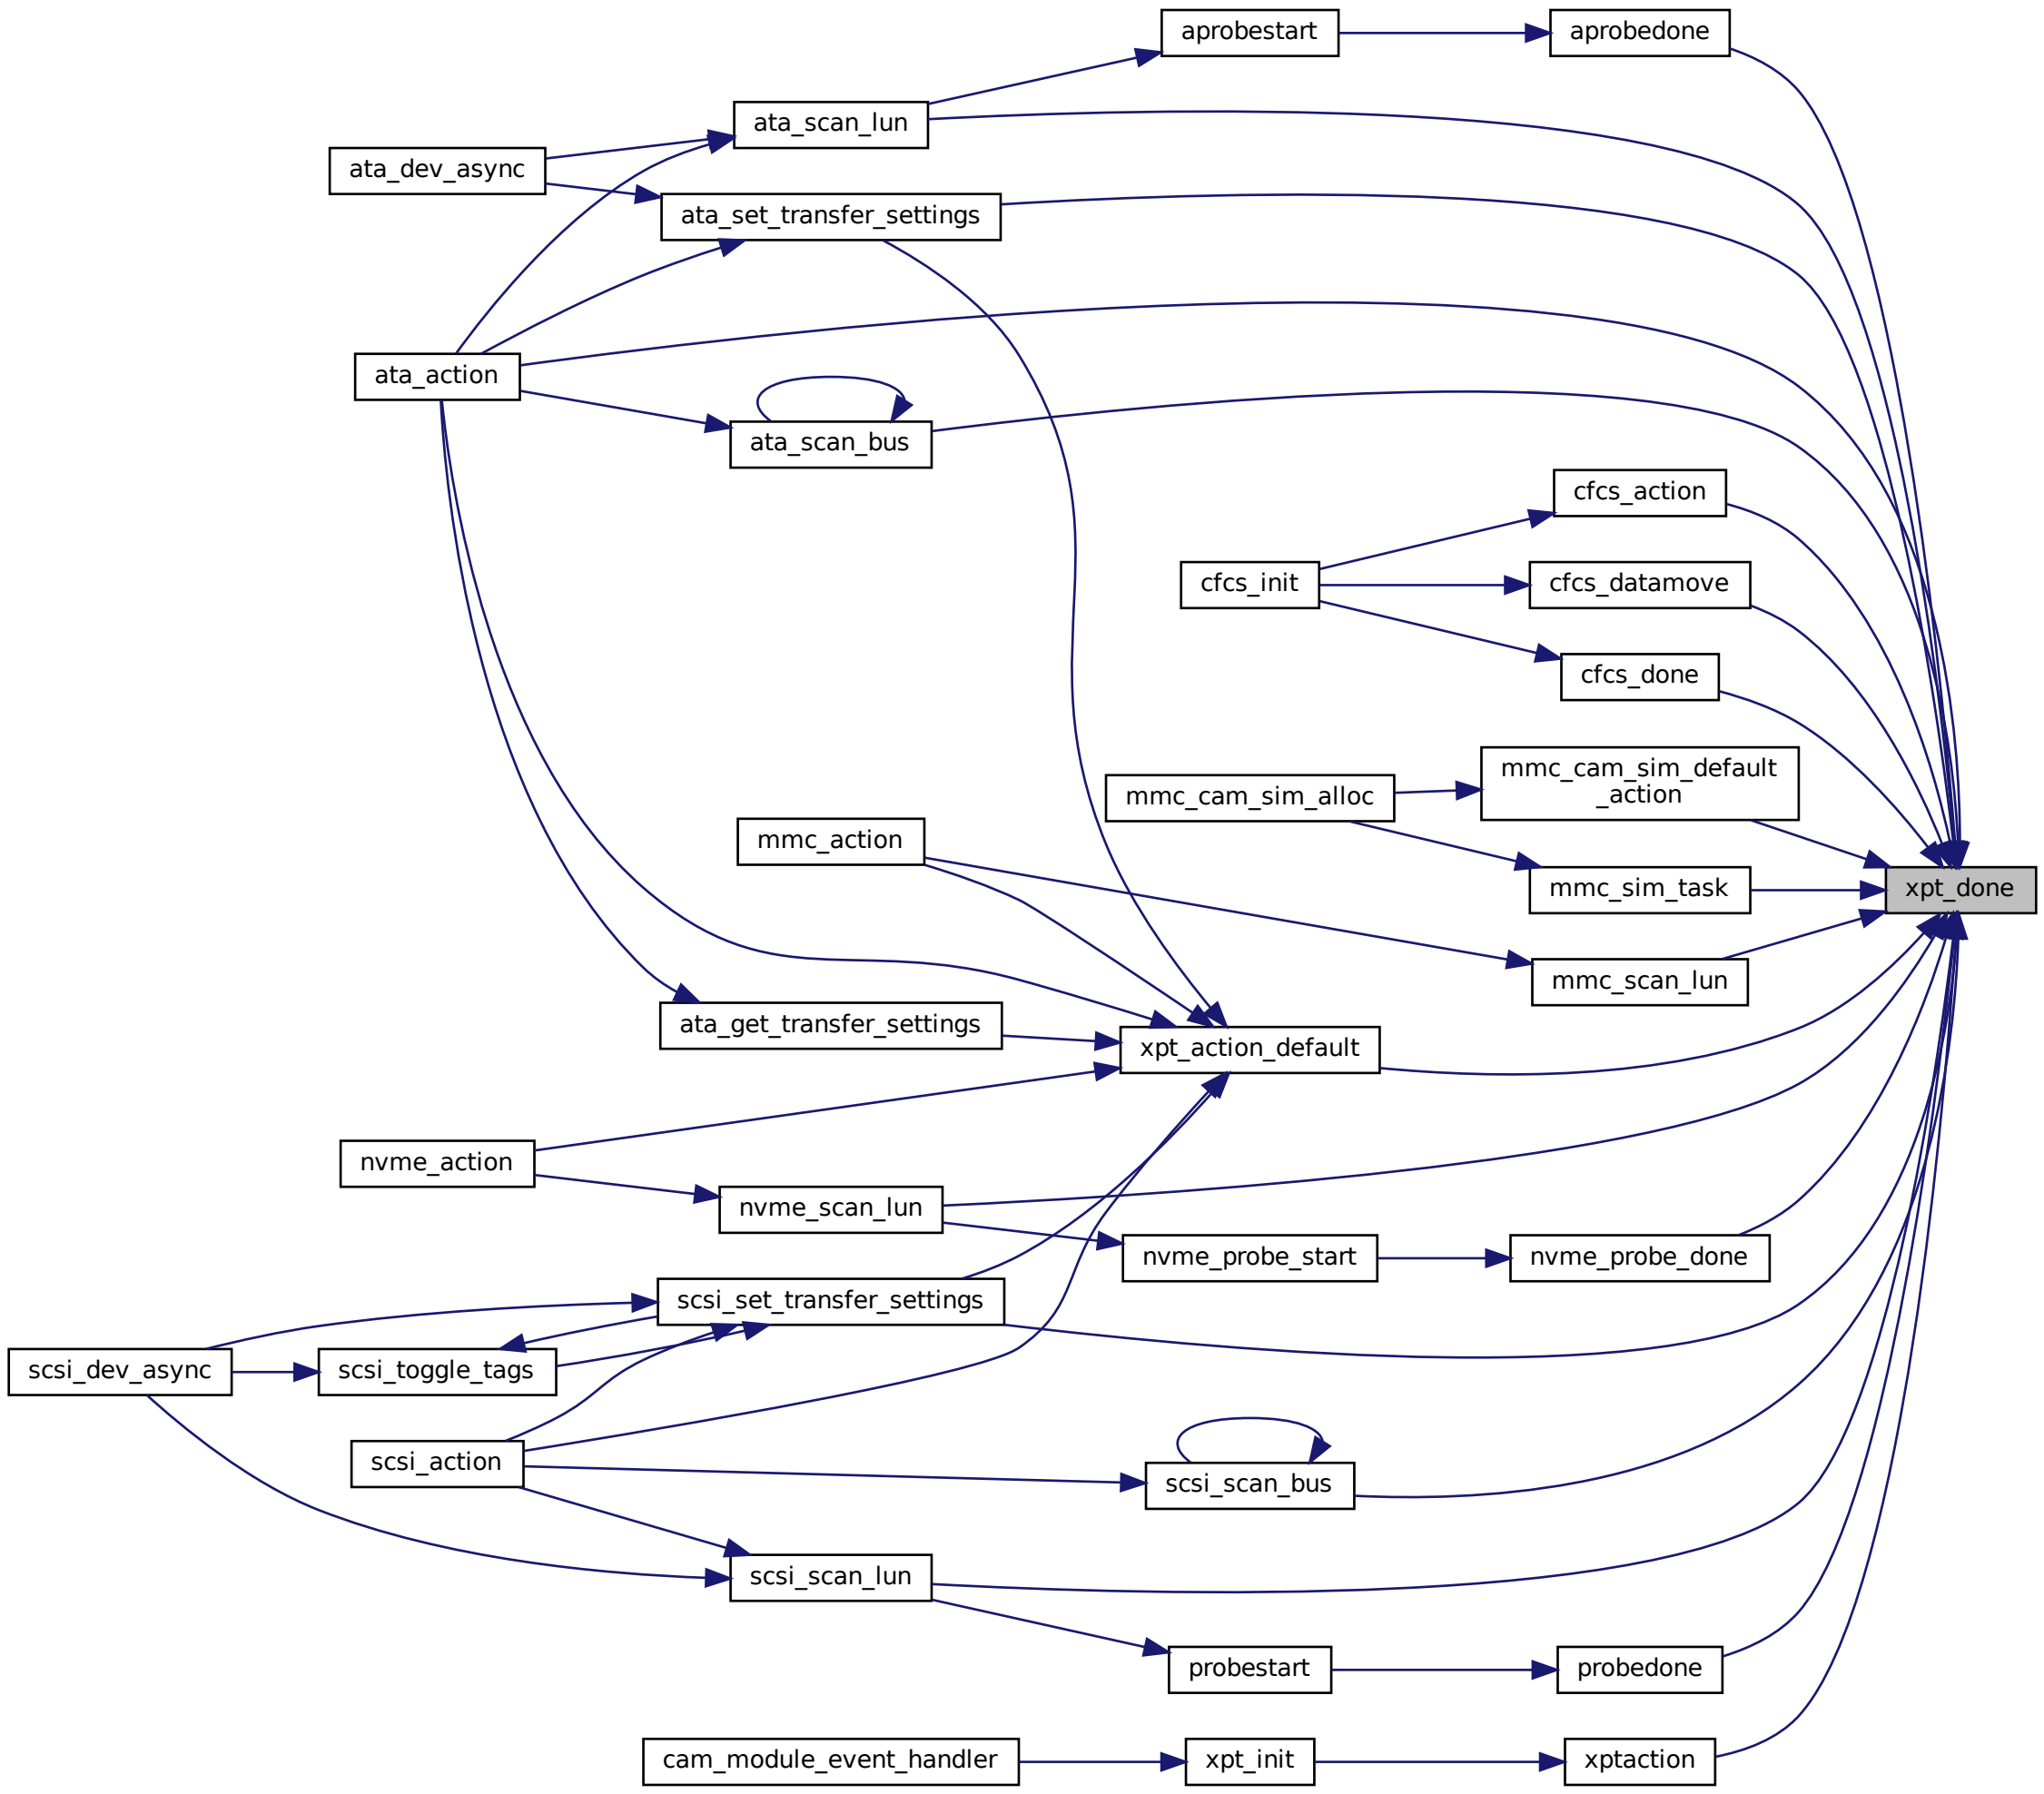 aprobestart
aprobedone
ata_scan_lun
ata_dev_async
ata_set_transfer_settings
ata_action
ata_scan_bus
cfcs_action
cfcs_init
cfcs_datamove
cfcs_done
mmc_cam_sim_default
_action
mmc_cam_sim_alloc
mmc_action
mmc_sim_task
xpt_done
mmc_scan_lun
ata_get_transfer_settings
xpt_action_default
nvme_action
nvme_scan_lun
nvme_probe_start
nvme_probe_done
scsi_set_transfer_settings
scsi_dev_async
scsi_toggle_tags
scsi_action
scsi_scan_bus
scsi_scan_lun
probestart
probedone
cam_module_event_handler
xpt_init
xptaction